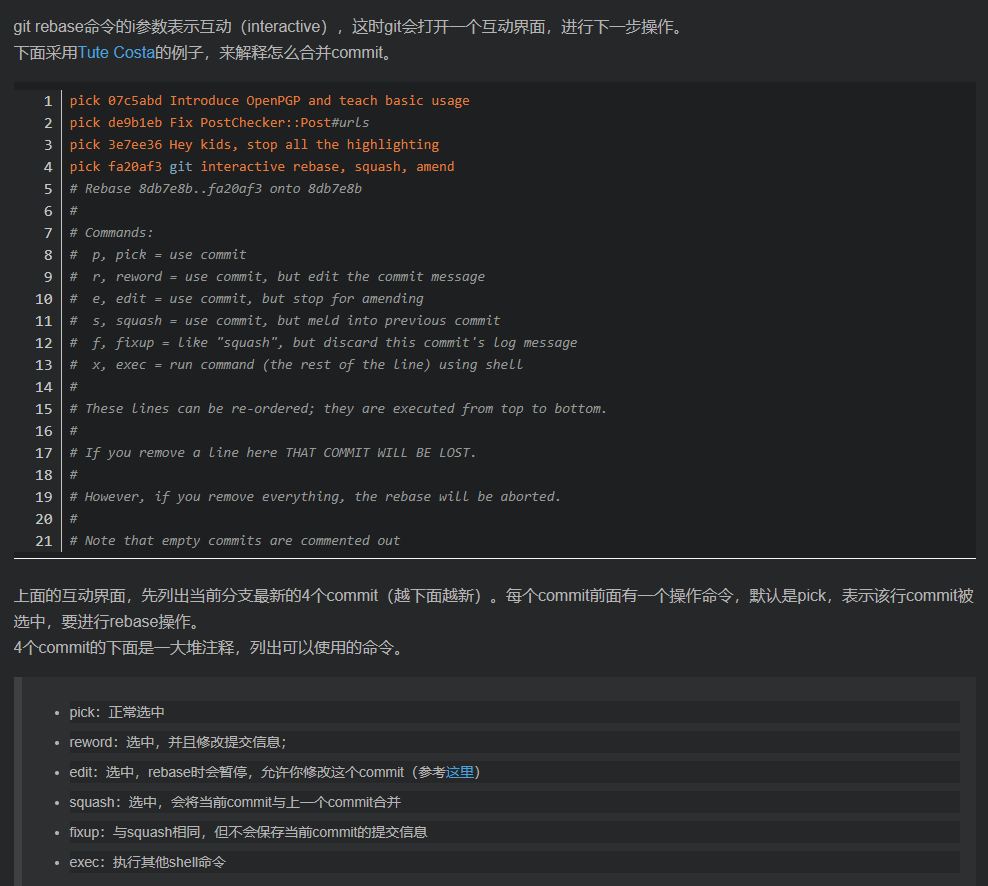 git rebase命令的i参数表示互动（interactive），这时git会打开一个互动界面，进行下一步操作。
下面采用Tute Costa的例子，来解释怎么合并commit。
1 pick 07c5abd Introduce OpenPGP and teach basic usage
2 pick de9b1eb Fix PostChecker::Post#urls
3 pick 3e7ee36 Hey kids, stop all the highlighting
4 pick fa20af3 git interactive rebase, squash, amend
5 # Rebase 8db7e8b..fa20af3 onto 8db7e8b
6 #
7 # Commands:
8 #  p, pick = use commit
9 #  r, reword = use commit, but edit the commit message
10 #  e, edit = use commit, but stop for amending
11 #  s, squash = use commit, but meld into previous commit
12 #  f, fixup = like "squash", but discard this commit's log message
13 #  x, exec = run command (the rest of the line) using shell
14 #
15 # These lines can be re-ordered; they are executed from top to bottom.
16 #
17 # If you remove a line here THAT COMMIT WILL BE LOST.
18 #
19 # However, if you remove everything, the rebase will be aborted.
20 #
21 # Note that empty commits are commented out
上面的互动界面，先列出当前分支最新的4个commit（越下面越新）。每个commit前面有一个操作命令，默认是pick，表示该行commit被
选中，要进行rebase操作。
4个commit的下面是一大堆注释，列出可以使用的命令。
• pick：正常选中
• reword：选中，并且修改提交信息；
• edit：选中，rebase时会暂停，允许你修改这个commit（参考这里）
• squash：选中，会将当前commit与上一个commit合并
• fixup：与squash相同，但不会保存当前commit的提交信息
• exec：执行其他shell命令